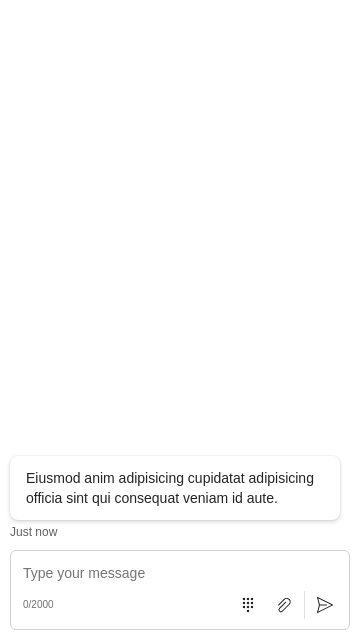 Eiusmod anim adipisicing cupidatat adipisicing
officia sint qui consequat veniam id aute.
Just now
Type your message
0/2000